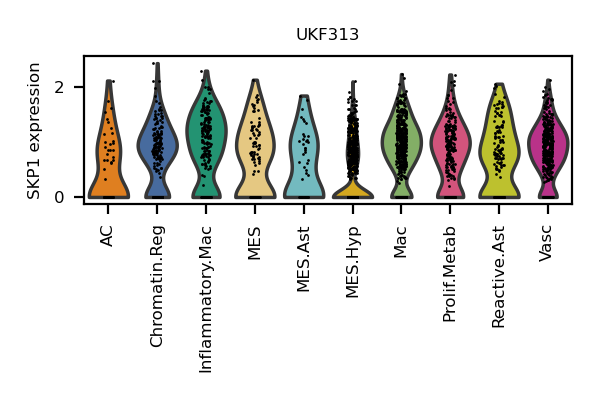 UKF313
SKP1 expression
2
0
AC
Chromatin.Reg
Inflammatory.Mac
MES
MES.Ast
MES.Hyp
Mac
Prolif.Metab
Reactive.Ast
Vasc